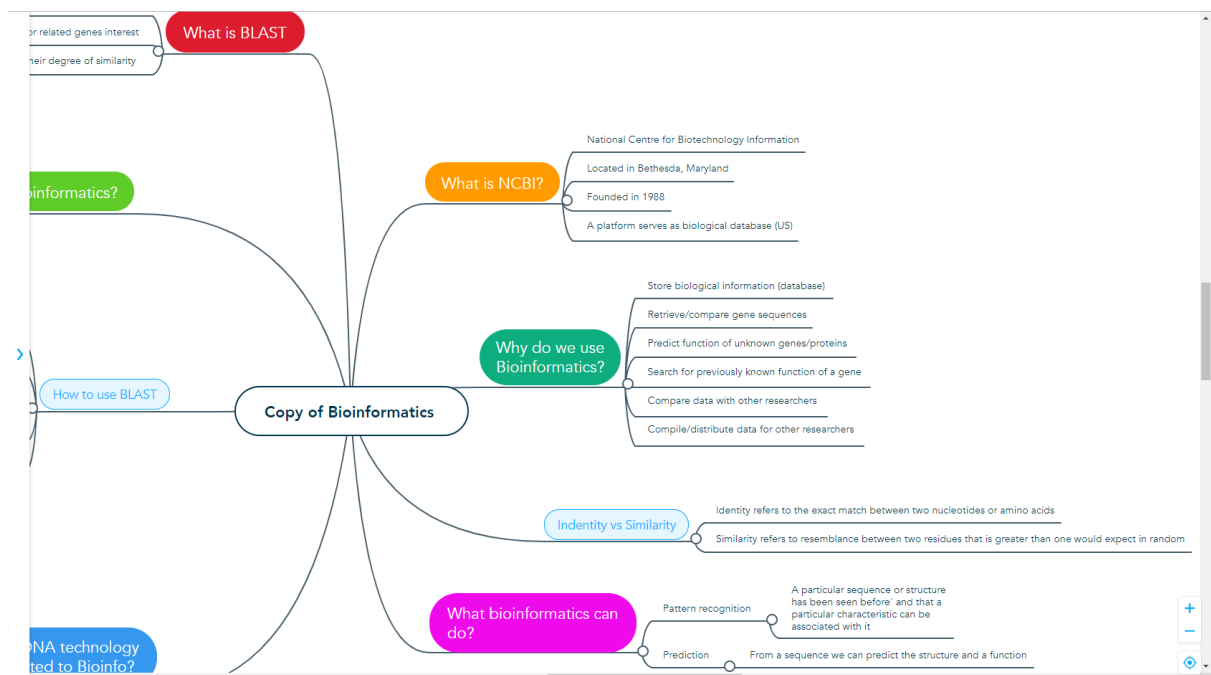 or related genes interest
What is BLAST
heir degree of similarity
National Centre for Biotechnology Information
Located in Bethesda, Maryland
What is NCBI?
Founded in 1988
A platform serves as biological database (US)
informatics?
Store biological information (database)
Retrieve/compare gene sequences
Why do we use
Bioinformatics?
Predict function of unknown genes/proteins
Search for previously known function of a gene
Compare data with other researchers
Compile/distribute data for other researchers
How to use BLAST
Copy of Bioinformatics
Indentity vs Similarity
Identity refers to the exact match between two nucleotides or amino acids
Similarity refers to resemblance between two residues that is greater than one would expect in random
What bioinformatics can
do?
Pattern recognition
A particular sequence or structure
has been seen before` and that a
particular characteristic can be
associated with it
Prediction
From a sequence we can predict the structure and a function
DNA technology
ted to Bioinfo?